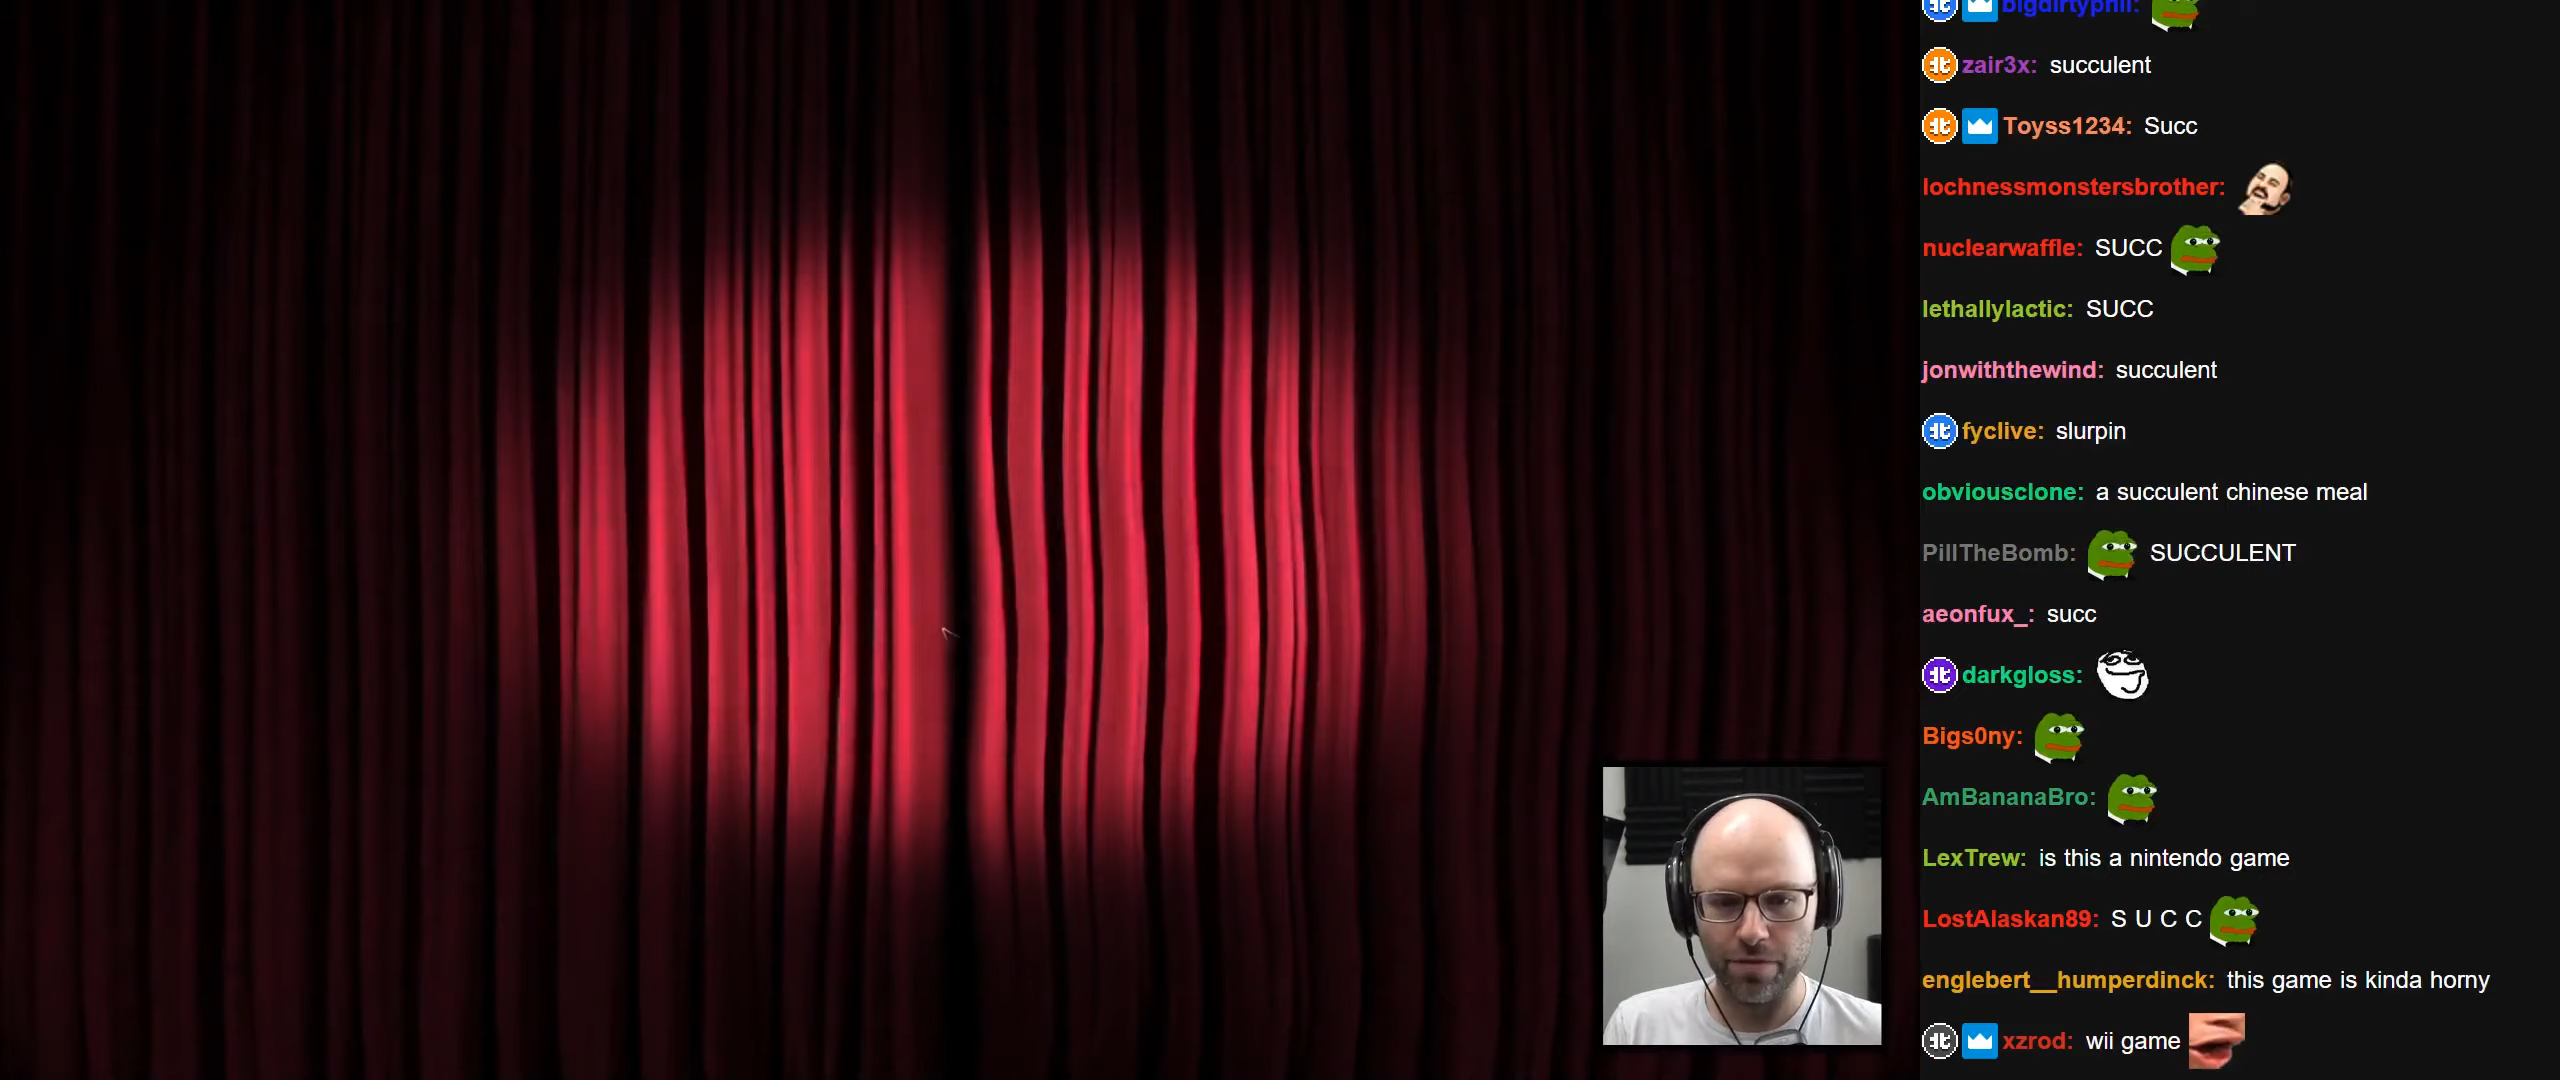 bigdirtyphil:
zair3x: succulent
Toyss1234: Succ
lochnessmonstersbrother:
nuclearwaffle: SUCC
lethallylactic: SUCC
jonwiththewind: succulent
fyclive: slurpin
obviousclone: a succulent chinese meal
PillTheBomb: SUCCULENT
aeonfux_: succ
darkgloss:
Bigs0ny:
AmBananaBro:
LexTrew: is this a nintendo game
LostAlaskan89: S U C C
englebert__humperdinck: this game is kinda horny
xzrod: wii game